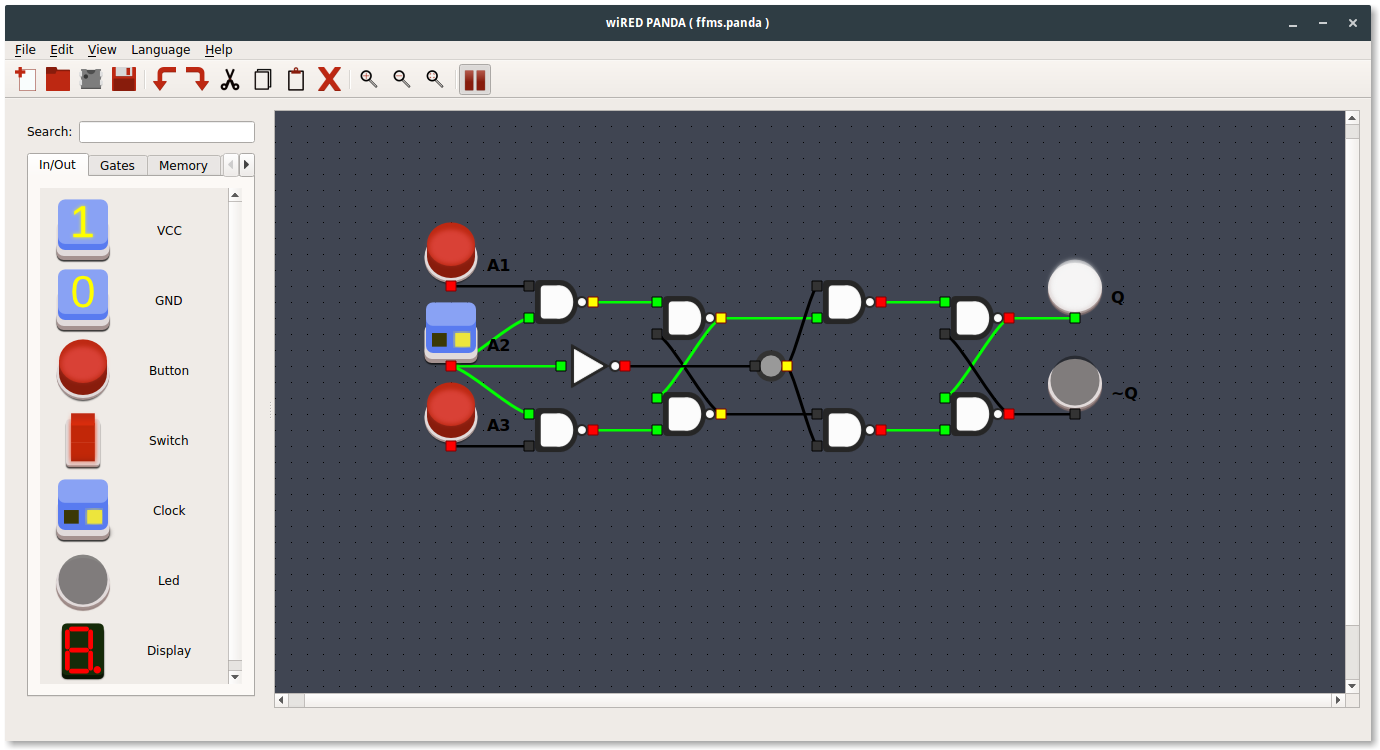 wiRED PANDA ( ffms.panda )
File Edit View Language Help
Search:
In/Out Gates Memory
1 VCC
0 GND
Button
Switch
Clock
Led
8. Display
A1
A2
A3
Q
~Q